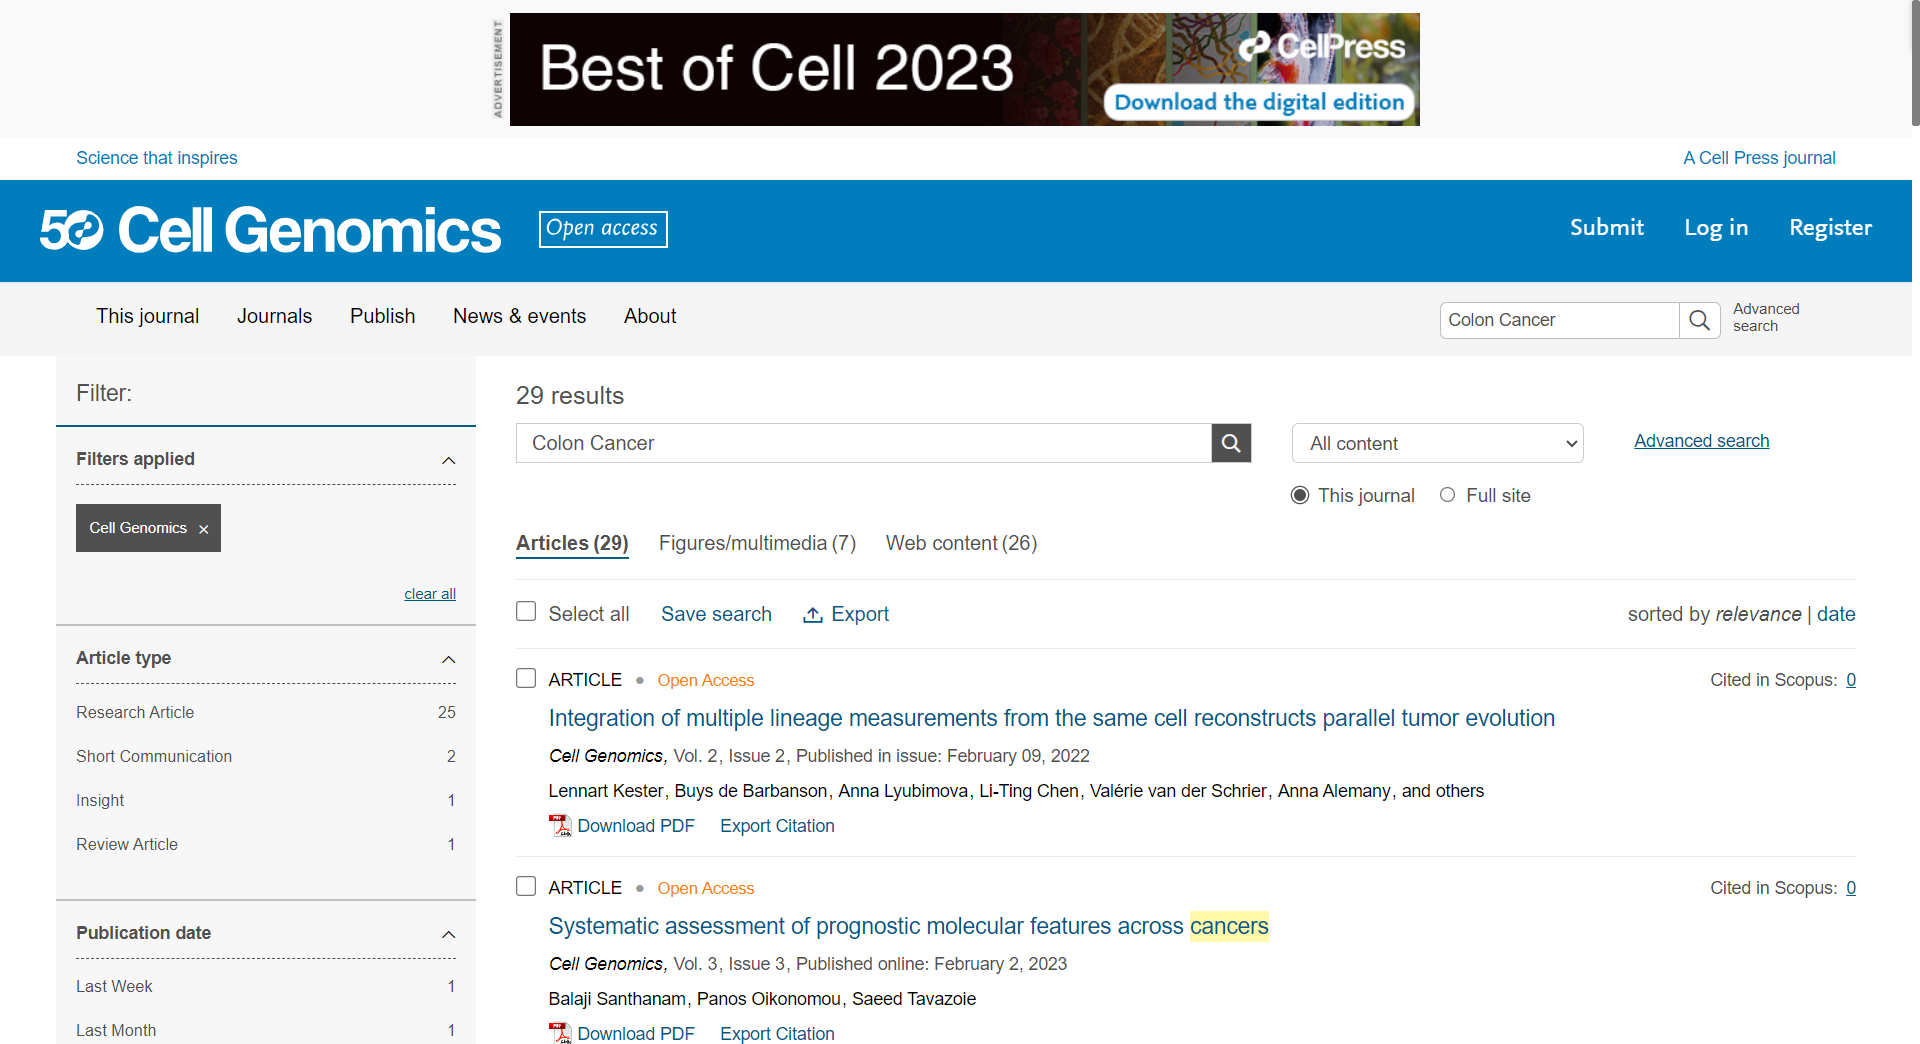 ADVERTISEMENT
Best of Cell 2023
CellPress
Download the digital edition
Science that inspires
A Cell Press journal
50 Cell Genomics
Open access
Submit Log in Register
This journal Journals Publish News & events About
Colon Cancer
Advanced
search
Filter:
Filters applied
Cell Genomics ×
clear all
Article type
Research Article 25
Short Communication 2
Insight 1
Review Article 1
Publication date
Last Week 1
Last Month 1
29 results
Colon Cancer
All content
Advanced search
This journal Full site
Articles (29) Figures/multimedia (7) Web content (26)
Select all Save search Export
sorted by relevance | date
ARTICLE • Open Access
Cited in Scopus: 0
Integration of multiple lineage measurements from the same cell reconstructs parallel tumor evolution
Cell Genomics, Vol. 2, Issue 2, Published in issue: February 09, 2022
Lennart Kester, Buys de Barbanson, Anna Lyubimova, Li-Ting Chen, Valérie van der Schrier, Anna Alemany, and others
Download PDF Export Citation
ARTICLE • Open Access
Cited in Scopus: 0
Systematic assessment of prognostic molecular features across cancers
Cell Genomics, Vol. 3, Issue 3, Published online: February 2, 2023
Balaji Santhanam, Panos Oikonomou, Saeed Tavazoie
Download PDF Export Citation